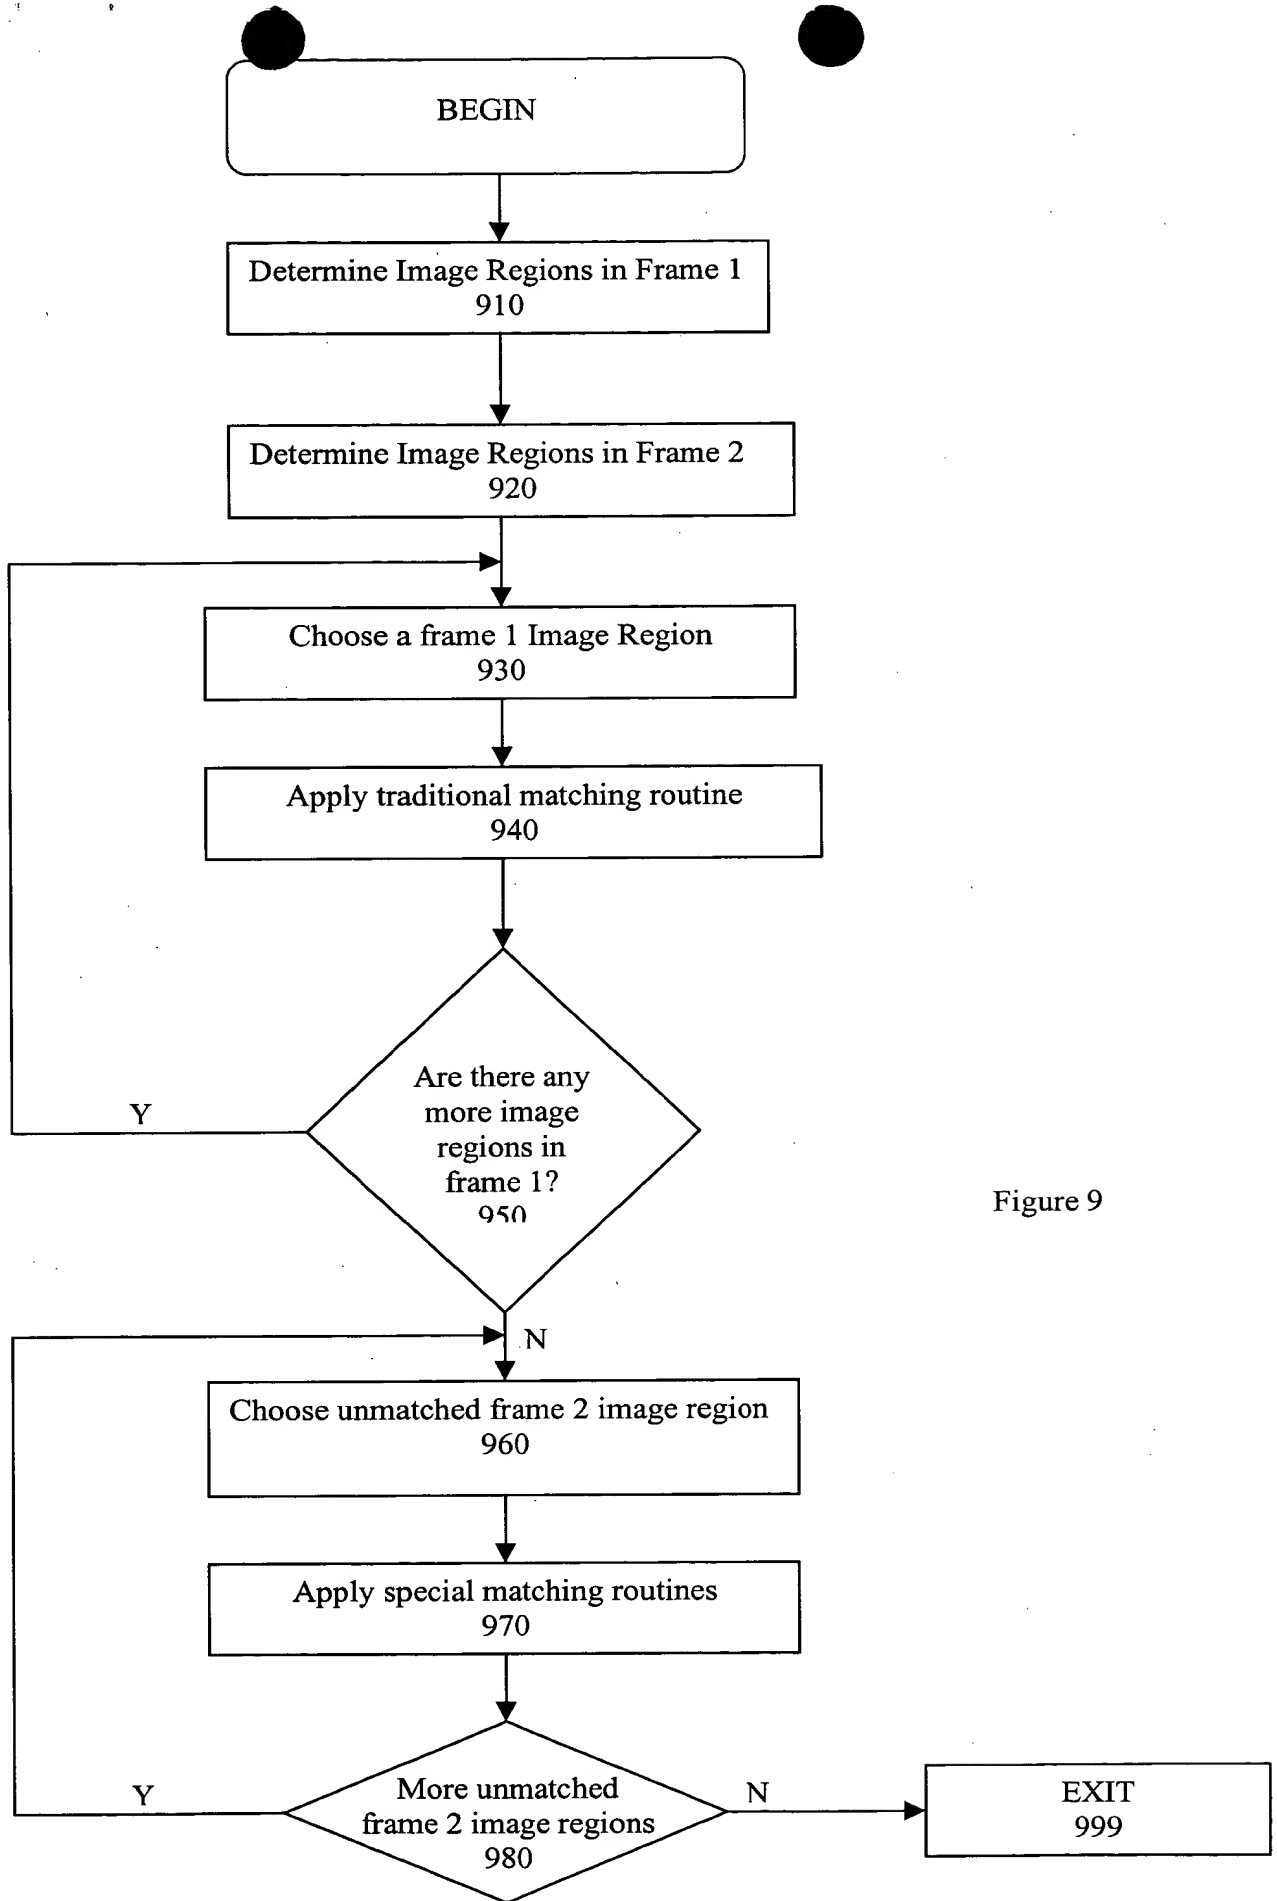 BEGIN
Determine Image Regions in Frame 1
910
Determine Image Regions in Frame 2
920
Choose a frame 1 Image Region
930
Apply traditional matching routine
940
Are there any
more image
regions in
frame 1?
950
Y
Figure 9
N
Choose unmatched frame 2 image region
960
Apply special matching routines
970
More unmatched
frame 2 image regions
980
Y
N
EXIT
999